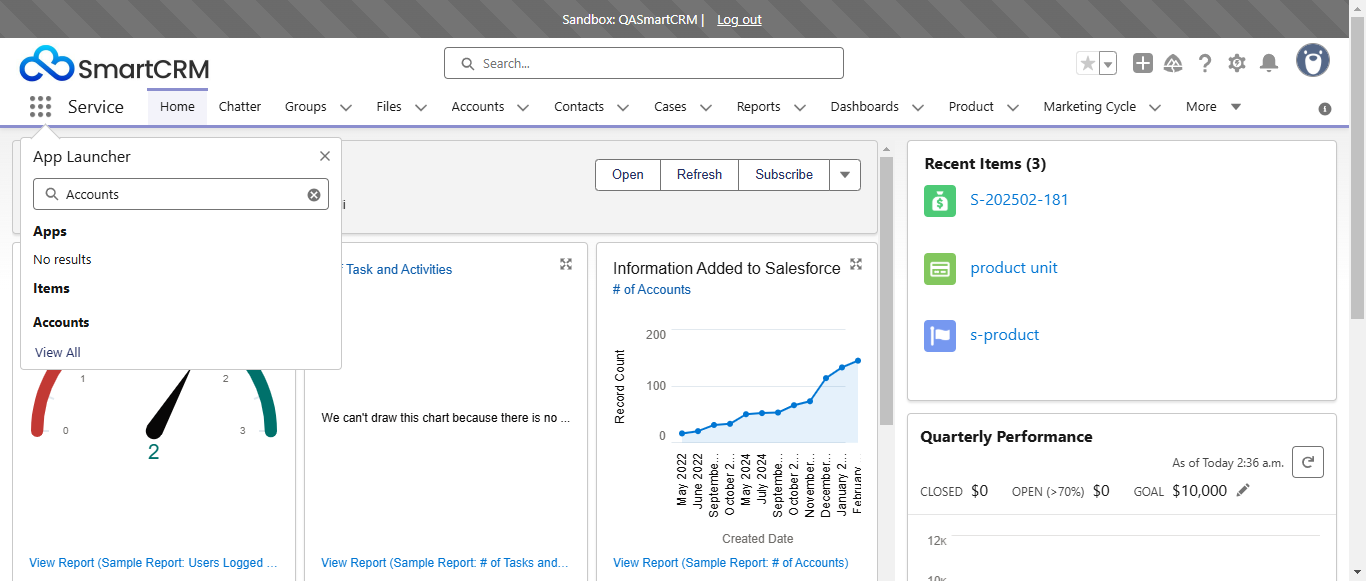 Sandbox: QASmartCRM | Log out
SmartCRM
Search...
Service
Home
Chatter
Groups
Files
Accounts
Contacts
Cases
Reports
Dashboards
Product
Marketing Cycle
More
App Launcher
Accounts
Apps
No results
Items
Accounts
View All
Open
Refresh
Subscribe
Task and Activities
We can't draw this chart because there is no ...
0
1
2
3
2
View Report (Sample Report: Users Logged ...
View Report (Sample Report: # of Tasks and...
Information Added to Salesforce
# of Accounts
Record Count
200
100
0
May 2022
June 2022
Septembe...
October 2...
May 2024
July 2024
Septembe...
October 2...
November...
December...
January 2...
February ...
Created Date
View Report (Sample Report: # of Accounts)
Recent Items (3)
S-202502-181
product unit
s-product
Quarterly Performance
As of Today 2:36 a.m.
CLOSED $0 OPEN (>70%) $0 GOAL $10,000
12K
10K